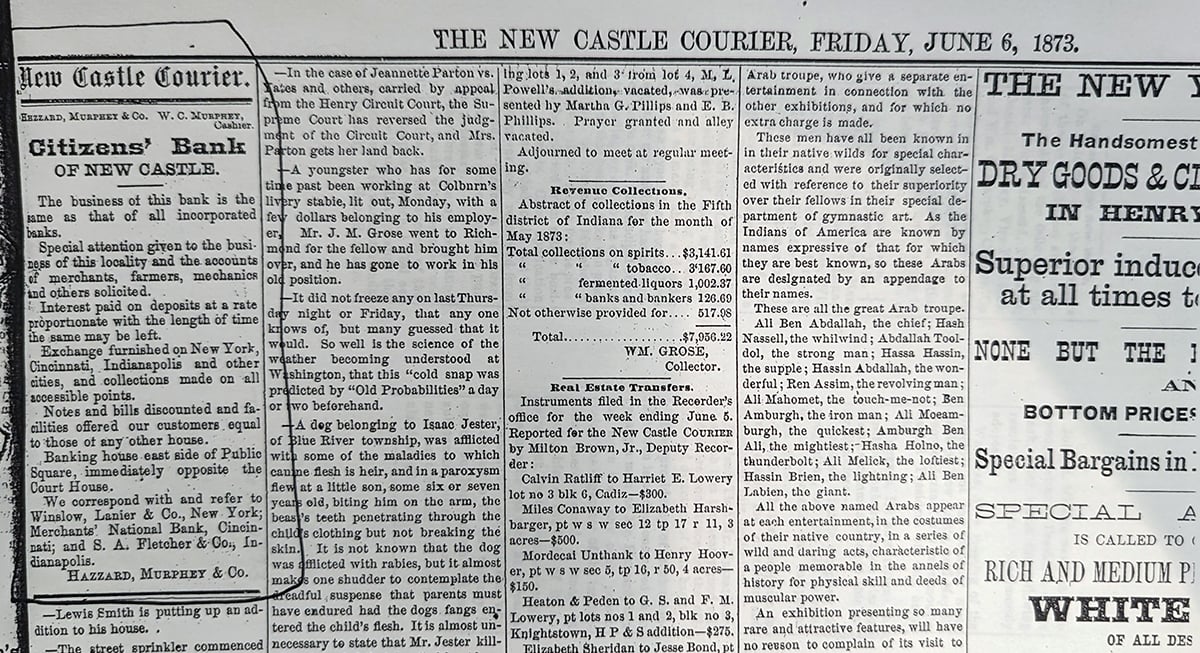 THE NEW CASTLE COURIER, FRIDAY, JUNE 6, 1873.
New Castle Courier.
HEZZARD, MURPHEY & CO. W. C. MURPHEY,
Cashier.
Citizens' Bank
OF NEW CASTLE.
The business of this bank is the
same as that of all incorporated
banks.
Special attention given to the busi-
ness of this locality and the accounts
of merchants, farmers, mechanics
and others solicited.
Interest paid on deposits at a rate
proportionate with the length of time
the same may be left.
Exchange furnished on New York,
Cincinnati, Indianapolis and other
cities, and collections made on all
accessible points.
Notes and bills discounted and fa-
cilities offered our customers equal
to those of any other house.
Banking house east side of Public
Square, immediately opposite the
Court House.
We correspond with and refer to
Winslow, Lanier & Co., New York;
Merchants' National Bank, Cincin-
nati; and S. A. Fletcher & Co., In-
dianapolis.
HAZZARD, MURPHEY & CO.
—Lewis Smith is putting up an ad-
dition to his house.
—The street sprinkler commenced
—In the case of Jeannette Parton vs.
Yates and others, carried by appeal
from the Henry Circuit Court, the Su-
preme Court has reversed the judg-
ment of the Circuit Court, and Mrs.
Parton gets her land back.
—A youngster who has for some
time past been working at Colburn's
livery stable, lit out, Monday, with a
few dollars belonging to his employ-
er. Mr. J. M. Grose went to Rich-
mond for the fellow and brought him
over, and he has gone to work in his
old position.
—It did not freeze any on last Thurs-
day night or Friday, that any one
knows of, but many guessed that it
would. So well is the science of the
weather becoming understood at
Washington, that this "cold snap was
predicted by "Old Probabilities" a day
or two beforehand.
—A dog belonging to Isaac Jester,
of Blue River township, was afflicted
with some of the maladies to which
canine flesh is heir, and in a paroxysm
flew at a little son, some six or seven
years old, biting him on the arm, the
beast's teeth penetrating through the
child's clothing but not breaking the
skin. It is not known that the dog
was afflicted with rabies, but it almost
makes one shudder to contemplate the
dreadful suspense that parents must
have endured had the dogs fangs en-
tered the child's flesh. It is almost un-
necessary to state that Mr. Jester kill-
ing lots 1, 2, and 3 from lot 4, M. L.
Powell's addition, vacated, was pre-
sented by Martha G. Pillips and E. B.
Phillips. Prayer granted and alley
vacated.
Adjourned to meet at regular meet-
ing.
Revenue Collections.
Abstract of collections in the Fifth
district of Indiana for the month of
May 1873:
Total collections on spirits...$3,141.61
" " " tobacco.. 3'167.60
" fermented liquors 1,002.37
" " banks and bankers 126.69
Not otherwise provided for.... 517.98
Total.......................$7,956.22
WM. GROSE,
Collector.
Real Estate Transfers.
Instruments filed in the Recorder's
office for the week ending June 5.
Reported for the New Castle COURIER
by Milton Brown, Jr., Deputy Recor-
der:
Calvin Ratliff to Harriet E. Lowery
lot no 3 blk 6, Cadiz—$300.
Miles Conaway to Elizabeth Harsh-
barger, pt w s w sec 12 tp 17 r 11, 3
acres—$500.
Mordecai Unthank to Henry Hoov-
er, pt w s w sec 5, tp 16, r 50, 4 acres—
$150.
Heaton & Peden to G. S. and F. M.
Lowery, pt lots nos 1 and 2, blk no 3,
Knightstown, H P & S addition—$275.
Elizabeth Sheridan to Jesse Bond, pt
Arab troupe, who give a separate en-
tertainment in connection with the
other exhibitions, and for which no
extra charge is made.
These men have all been known in
in their native wilds for special char-
acteristics and were originally select-
ed with reference to their superiority
over their fellows in their special de-
partment of gymnastic art. As the
Indians of America are known by
names expressive of that for which
they are best known, so these Arabs
are designated by an appendage to
their names.
These are all the great Arab troupe.
Ali Ben Abdallah, the chief; Hash
Nassell, the whilwind; Abdallah Tool-
dol, the strong man; Hassa Hassin,
the supple; Hassin Abdallah, the won-
derful; Ren Assim, the revolving man;
Ali Mahomet, the touch-me-not; Ben
Amburgh, the iron man; Ali Moeam-
burgh, the quickest; Amburgh Ben
Ali, the mightiest; Hasha Holno, the
thunderbolt; Ali Melick, the loftiest;
Hassin Brien, the lightning; Ali Ben
Labien, the giant.
All the above named Arabs appear
at each entertainment, in the costumes
of their native country, in a series of
wild and daring acts, characteristic of
a people memorable in the annels of
history for physical skill and deeds of
muscular power.
An exhibition presenting so many
rare and attractive features, will have
no reuson to complain of its visit to
THE NEW
The Handsomest
DRY GOODS &
IN HENRY
Superior
at all times
NONE BUT THE
BOTTOM PRICES
Special Bargains in
SPECIAL
IS CALLED TO
RICH AND MEDIUM
WHITE
OF ALL